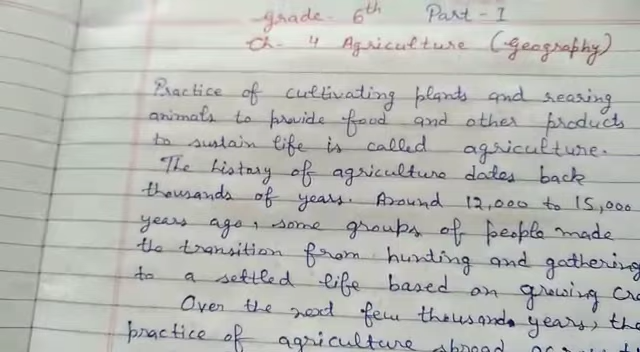 grade- 6th Part - I
Ch- 4 Agriculture (Geography)
Practice of cultivating plants and rearing
animals to provide food and other products
to sustain life is called agriculture.
The history of agriculture dates back
thousands of years. Around 12,000 to 15,000
years ago, some groups of people made
the transition from hunting and gathering
to a settled life based on growing
Over the next few thousands years,
practice of agriculture spread